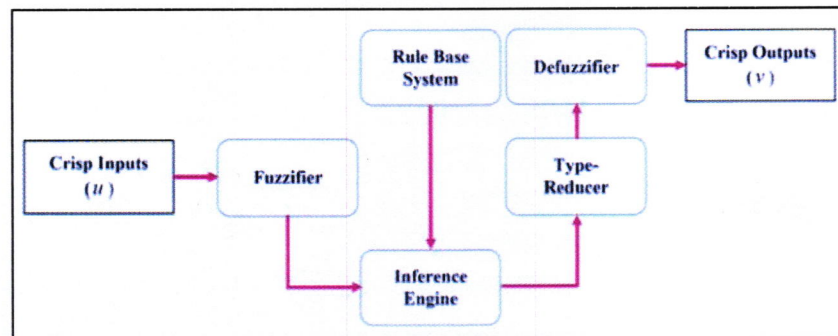 Crisp Inputs
(u)
Fuzzifier
Rule Base
System
Inference
Engine
Type-
Reducer
Defuzzifier
Crisp Outputs
(v)